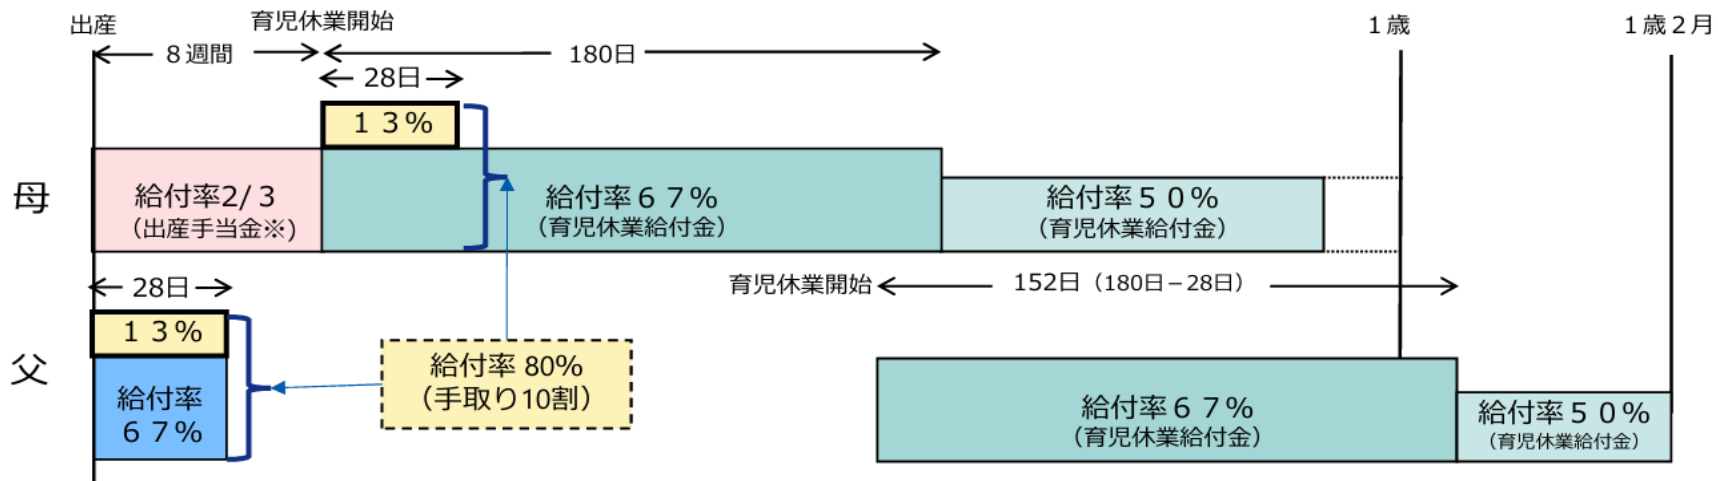 出産
育児休業開始
１歳
１歳２月
８週間
180日
28日
１３％
母
給付率2/３
（出産手当金※)
給付率６７％
（育児休業給付金）
給付率５０％
（育児休業給付金）
28日
育児休業開始
152日（180日－28日）
１３％
父
給付率
６７％
給付率 80%
（手取り10割）
給付率６７％
（育児休業給付金）
給付率５０％
（育児休業給付金）